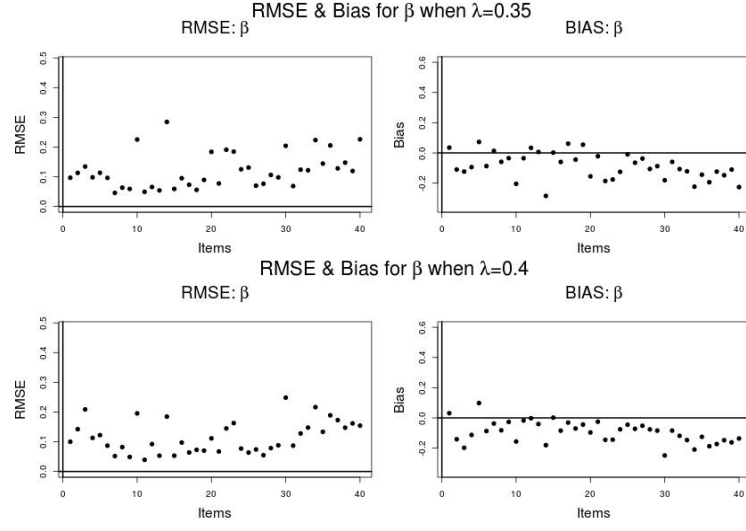 RMSE & Bias for β when λ=0.35
RMSE: β
BIAS: β
RMSE
0.0 0.1 0.2 0.3 0.4 0.5
0 10 20 30 40
Items
Bias
-0.2 0.0 0.2 0.4 0.6
0 10 20 30 40
Items
RMSE & Bias for β when λ=0.4
RMSE: β
BIAS: β
RMSE
0.0 0.1 0.2 0.3 0.4 0.5
0 10 20 30 40
Items
Bias
-0.2 0.0 0.2 0.4 0.6
0 10 20 30 40
Items